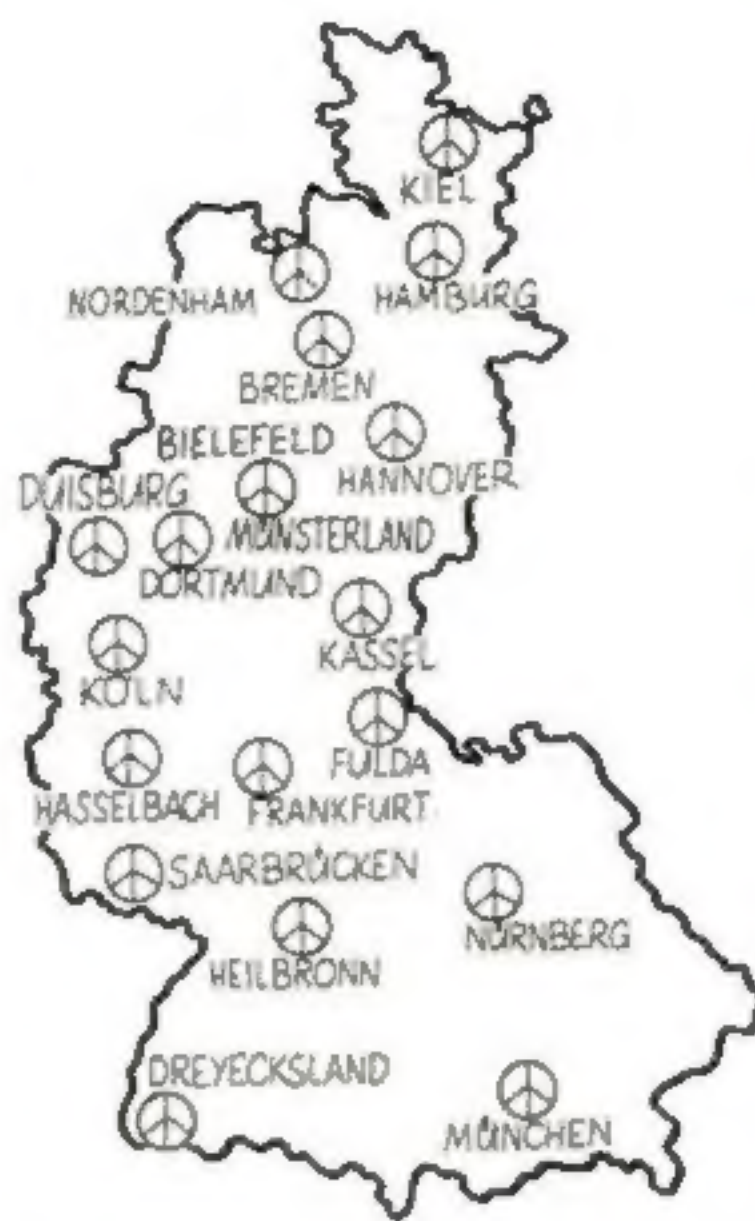 KIEL
HAMBURG
NORDENHAM
BREMEN
BIELEFELD
HANNOVER
DUISBURG
MÜNSTERLAND
DORTMUND
KASSEL
KÖLN
FULDA
HASSELBACH
FRANKFURT
SAARBRÜCKEN
NÜRNBERG
HEILBRONN
DREYECKSLAND
MÜNCHEN